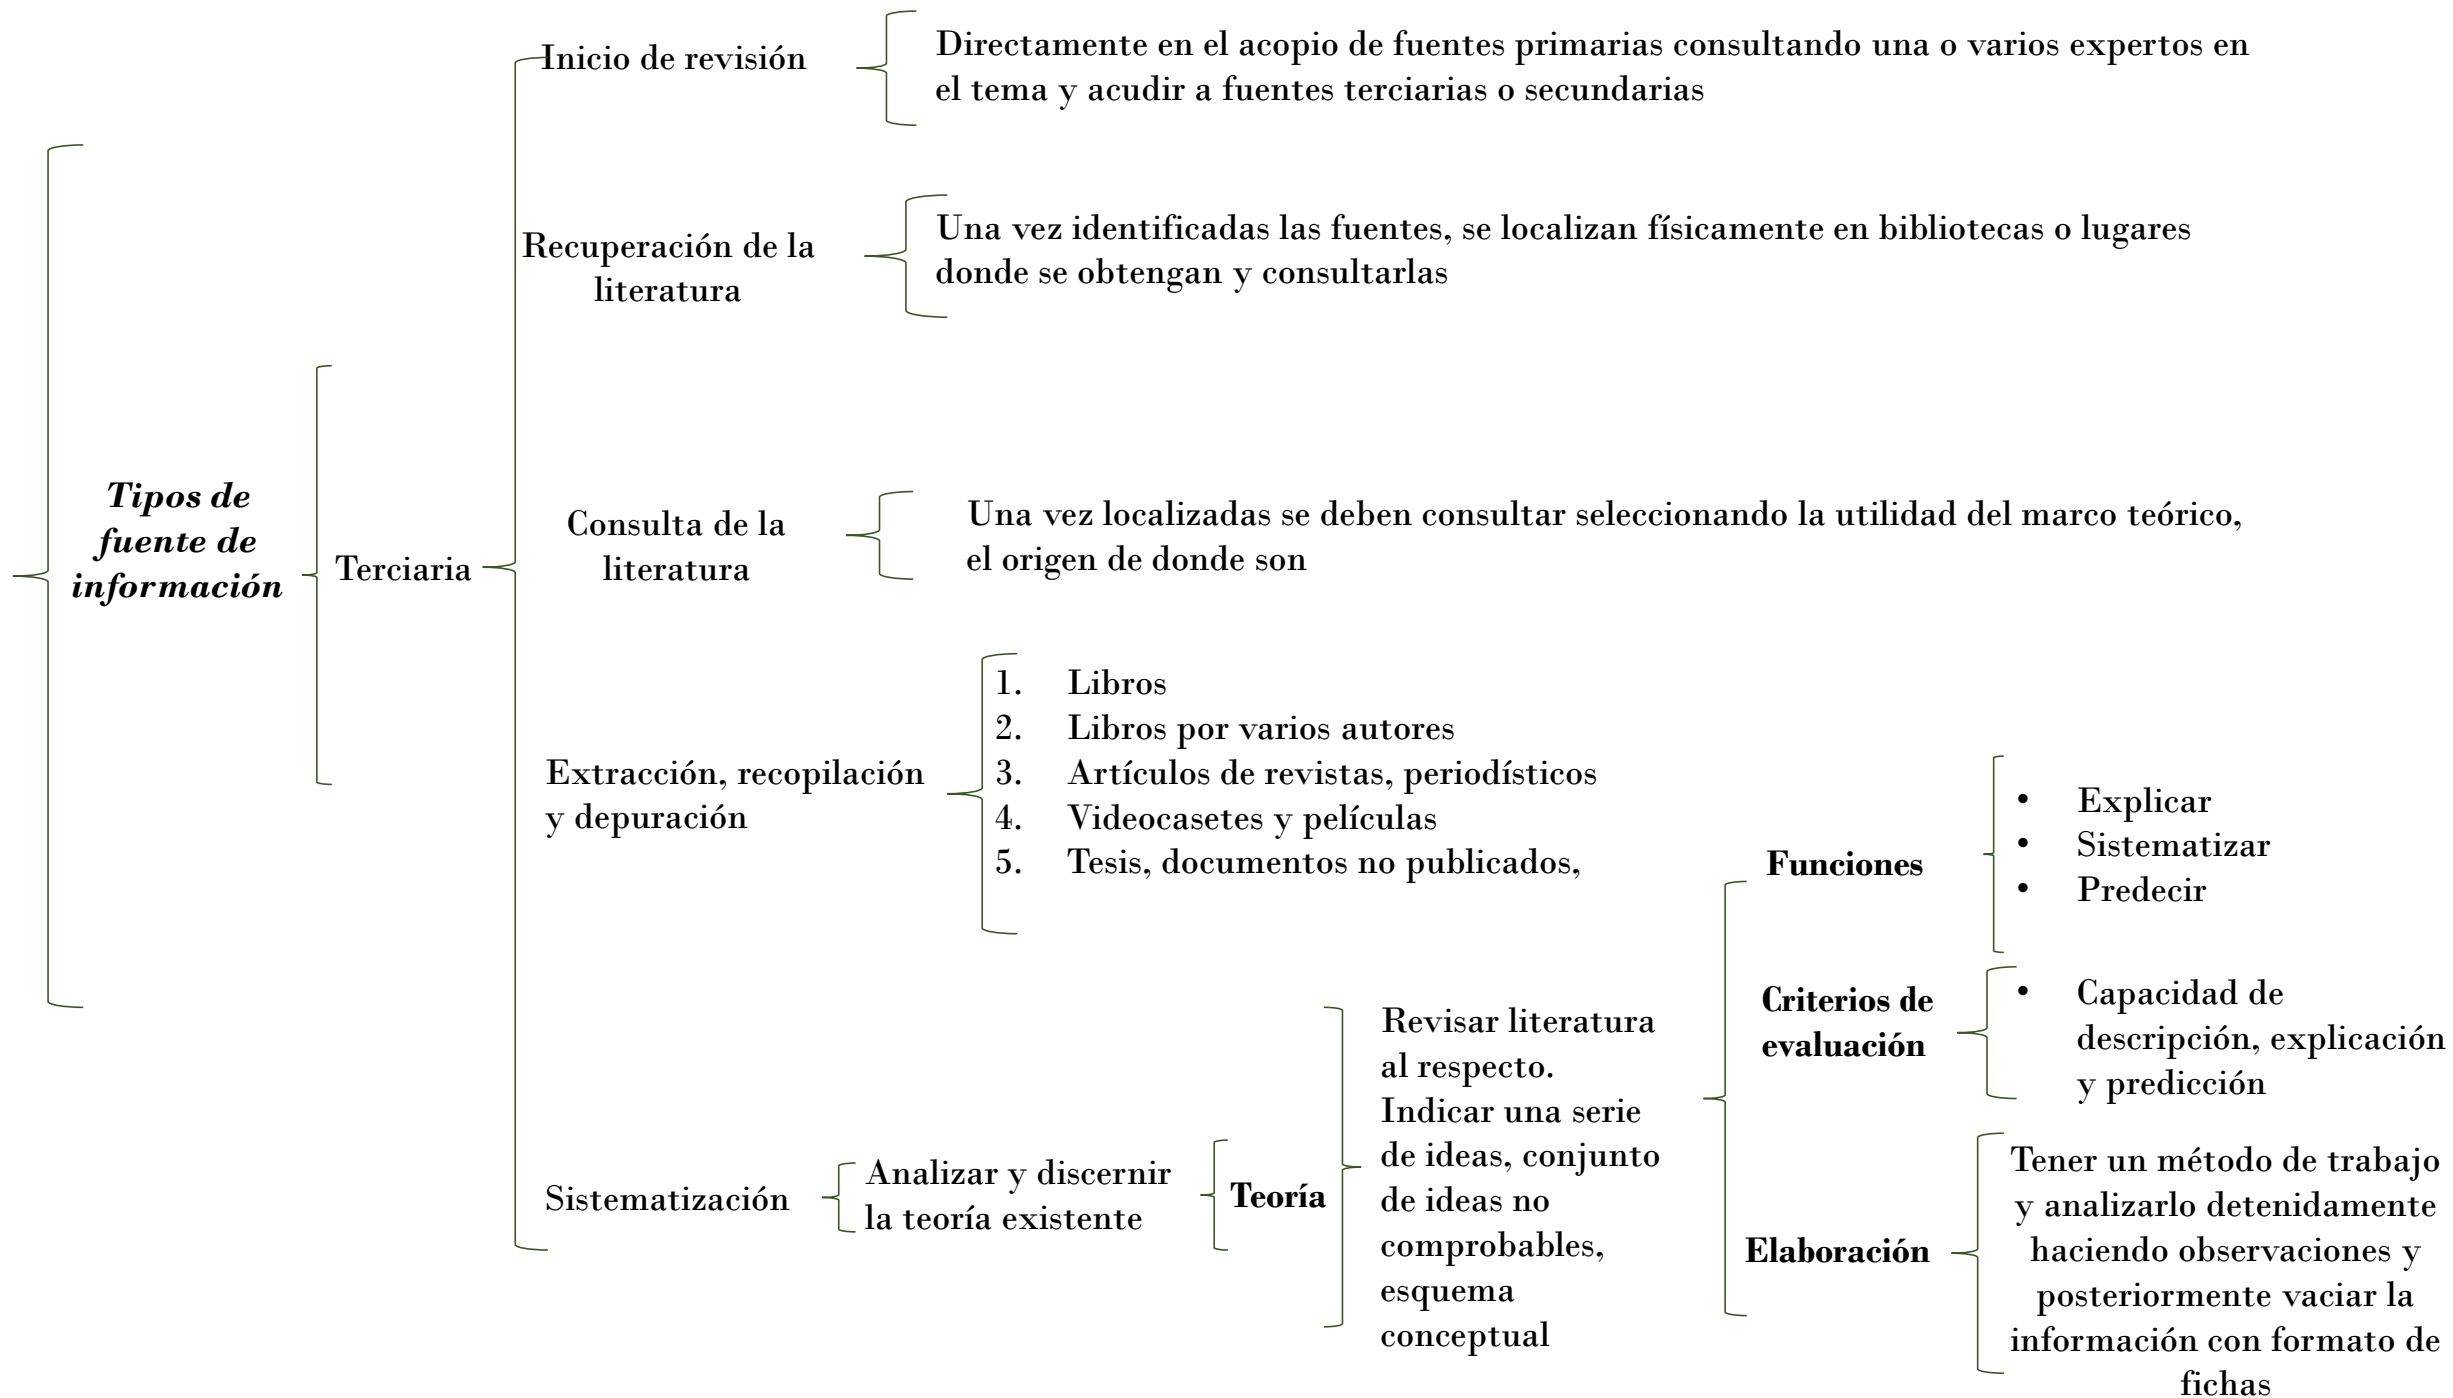 Inicio de revisión
Directamente en el acopio de fuentes primarias consultando una o varios expertos en
el tema y acudir a fuentes terciarias o secundarias
Recuperación de la
literatura
Una vez identificadas las fuentes, se localizan físicamente en bibliotecas o lugares
donde se obtengan y consultarlas
Tipos de
fuente de
información
Terciaria
Consulta de la
literatura
Una vez localizadas se deben consultar seleccionando la utilidad del marco teórico,
el origen de donde son
Extracción, recopilación
y depuración
1. Libros
2. Libros por varios autores
3. Artículos de revistas, periodísticos
4. Videocasetes y películas
5. Tesis, documentos no publicados,
Sistematización
Analizar y discernir
la teoría existente
Teoría
Revisar literatura
al respecto.
Indicar una serie
de ideas, conjunto
de ideas no
comprobables,
esquema
conceptual
Funciones
• Explicar
• Sistematizar
• Predecir
Criterios de
evaluación
• Capacidad de
descripción, explicación
y predicción
Elaboración
Tener un método de trabajo
y analizarlo detenidamente
haciendo observaciones y
posteriormente vaciar la
información con formato de
fichas